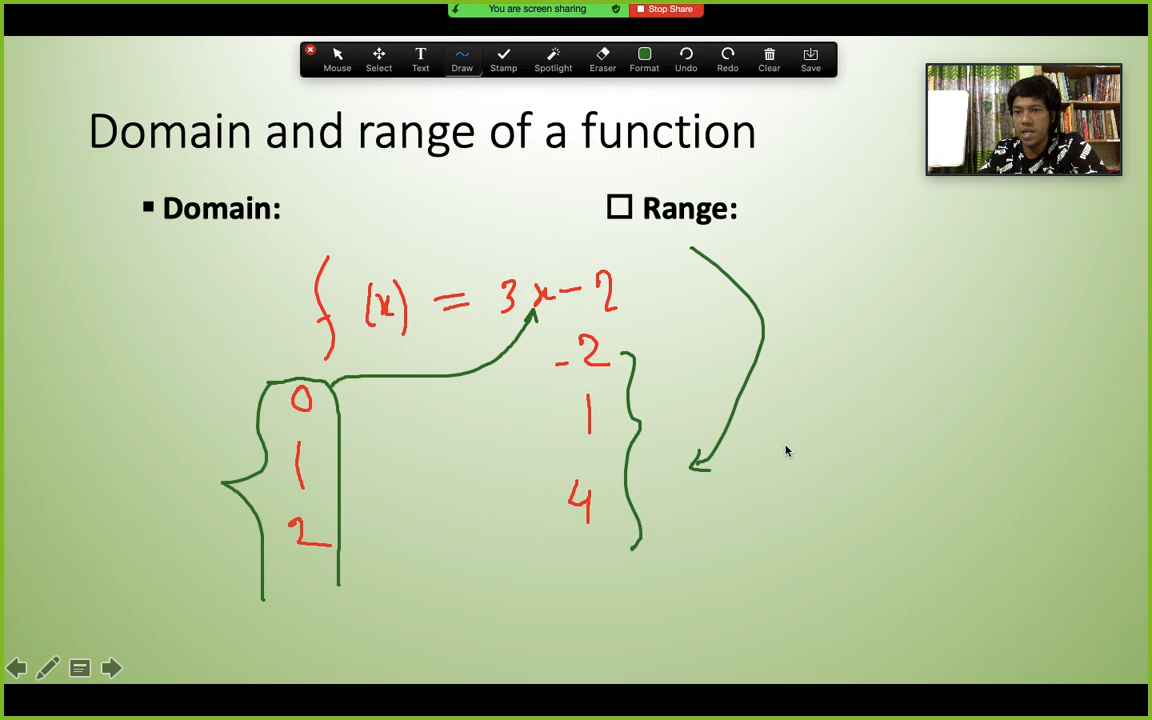 You are screen sharing Stop Share
Mouse Select Text Draw Stamp Spotlight Eraser Format Undo Redo Clear Save
Domain and range of a function
▪ Domain:
☐ Range:
f (x) = 3x - 2
0
1
2
-2
1
4